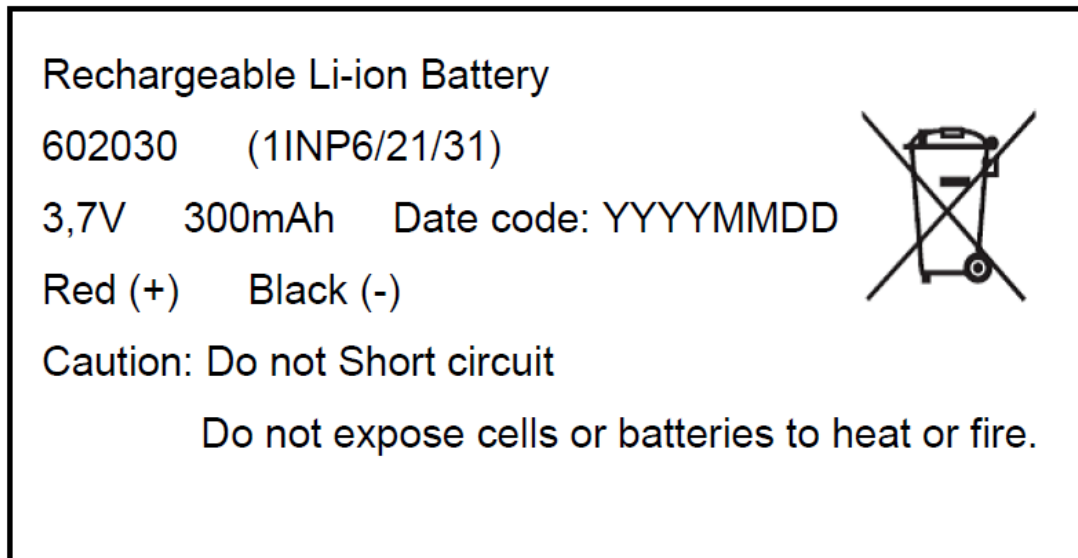 Rechargeable Li-ion Battery
602030 (1INP6/21/31)
3,7V 300mAh Date code: YYYYMMDD
Red (+) Black (-)
Caution: Do not Short circuit
Do not expose cells or batteries to heat or fire.